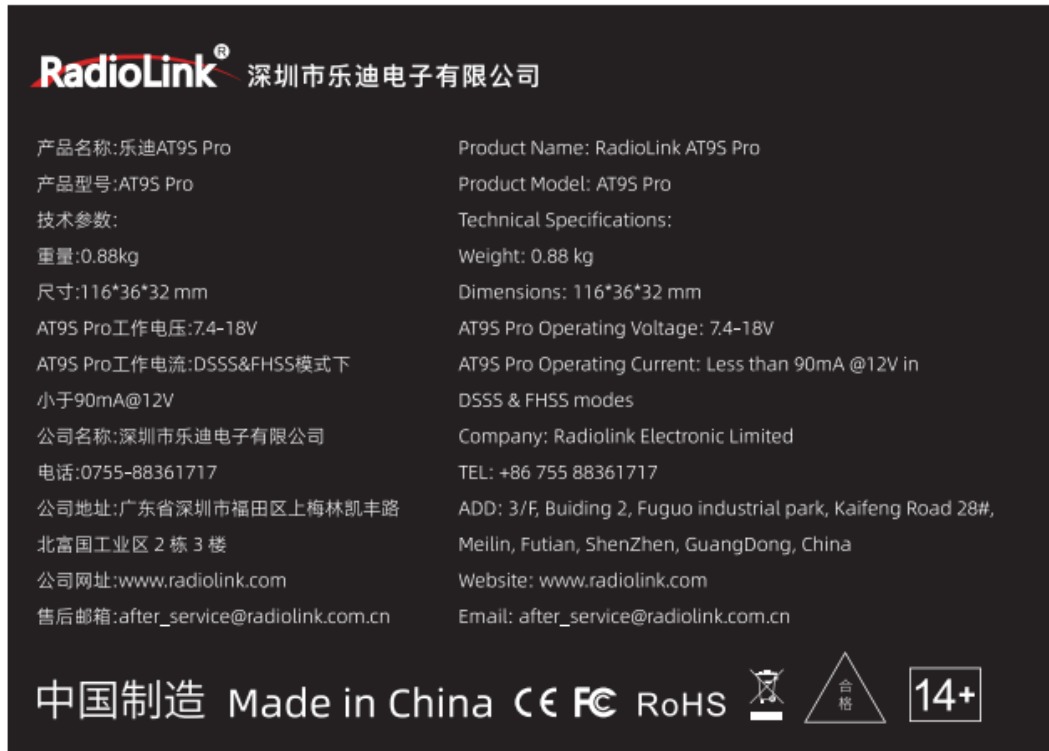 RadioLink® 深圳市乐迪电子有限公司
产品名称:乐迪AT9S Pro
产品型号:AT9S Pro
技术参数:
重量:0.88kg
尺寸:116*36*32 mm
AT9S Pro工作电压:7.4-18V
AT9S Pro工作电流:DSSS&FHSS模式下
小于90mA@12V
公司名称:深圳市乐迪电子有限公司
电话:0755-88361717
公司地址:广东省深圳市福田区上梅林凯丰路
北富国工业区 2 栋 3 楼
公司网址:www.radiolink.com
售后邮箱:after_service@radiolink.com.cn
Product Name: RadioLink AT9S Pro
Product Model: AT9S Pro
Technical Specifications:
Weight: 0.88 kg
Dimensions: 116*36*32 mm
AT9S Pro Operating Voltage: 7.4-18V
AT9S Pro Operating Current: Less than 90mA @12V in
DSSS & FHSS modes
Company: Radiolink Electronic Limited
TEL: +86 755 88361717
ADD: 3/F, Buiding 2, Fuguo industrial park, Kaifeng Road 28#,
Meilin, Futian, ShenZhen, GuangDong, China
Website: www.radiolink.com
Email: after_service@radiolink.com.cn
中国制造 Made in China CE FC RoHS 合格 14+